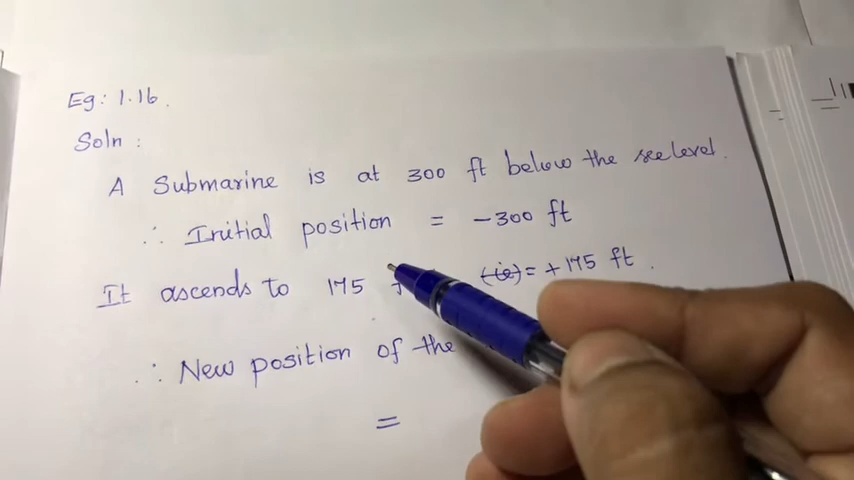 Eg: 1.16.
Soln :
A Submarine is at 300 ft below the sea level.
∴ Initial position = -300 ft
It ascends to 175 (ie) = +175 ft.
∴ New position of the
=